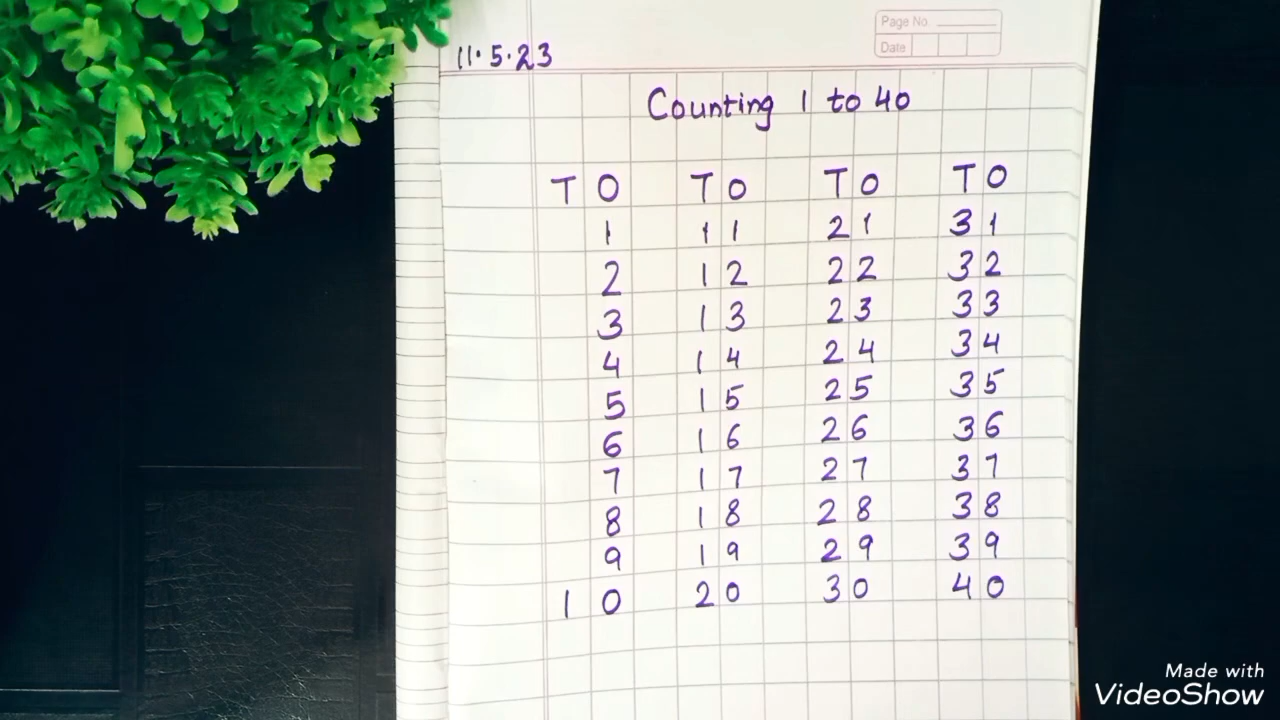 Page No
Date
11.5.23
Counting 1 to 40
T O T O T O T O
1 11 21 31
2 12 22 32
3 13 23 33
4 14 24 34
5 15 25 35
6 16 26 36
7 17 27 37
8 18 28 38
9 19 29 39
10 20 30 40
Made with
VideoShow